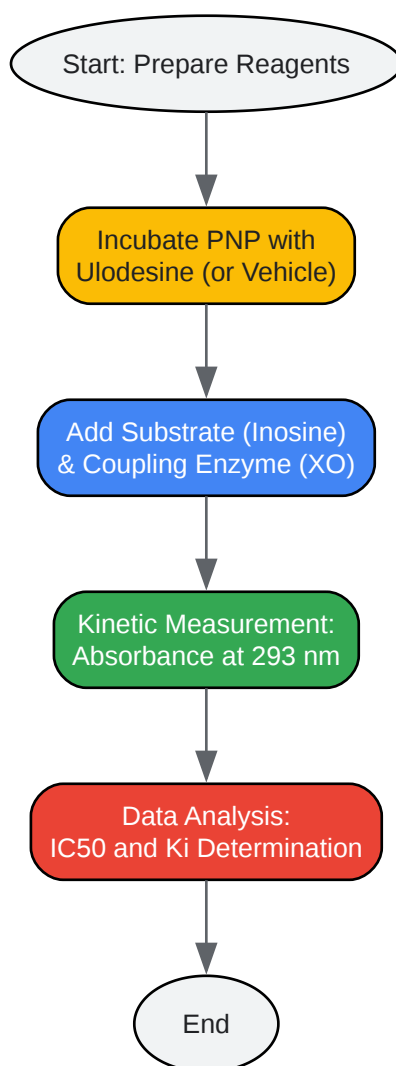 Start: Prepare Reagents
Incubate PNP with
Ulodesine (or Vehicle)
Add Substrate (Inosine)
& Coupling Enzyme (XO)
Kinetic Measurement:
Absorbance at 293 nm
Data Analysis:
IC50 and Ki Determination
End